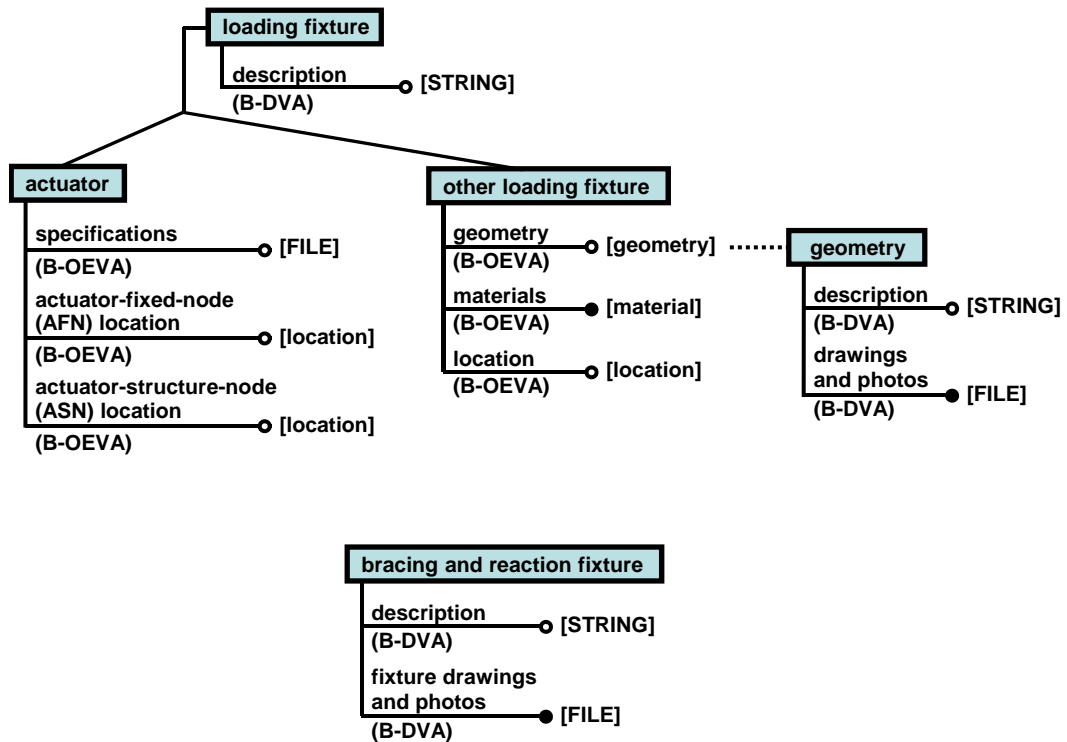 loading fixture
description
[STRING]
(B-DVA)
actuator
specifications
[FILE]
(B-OEVA)
actuator-fixed-node
(AFN) location
[location]
(B-OEVA)
actuator-structure-node
(ASN) location
[location]
(B-OEVA)
other loading fixture
geometry
[geometry]
(B-OEVA)
materials
[material]
(B-OEVA)
location
[location]
(B-OEVA)
geometry
description
[STRING]
(B-DVA)
drawings
and photos
[FILE]
(B-DVA)
bracing and reaction fixture
description
[STRING]
(B-DVA)
fixture drawings
and photos
[FILE]
(B-DVA)